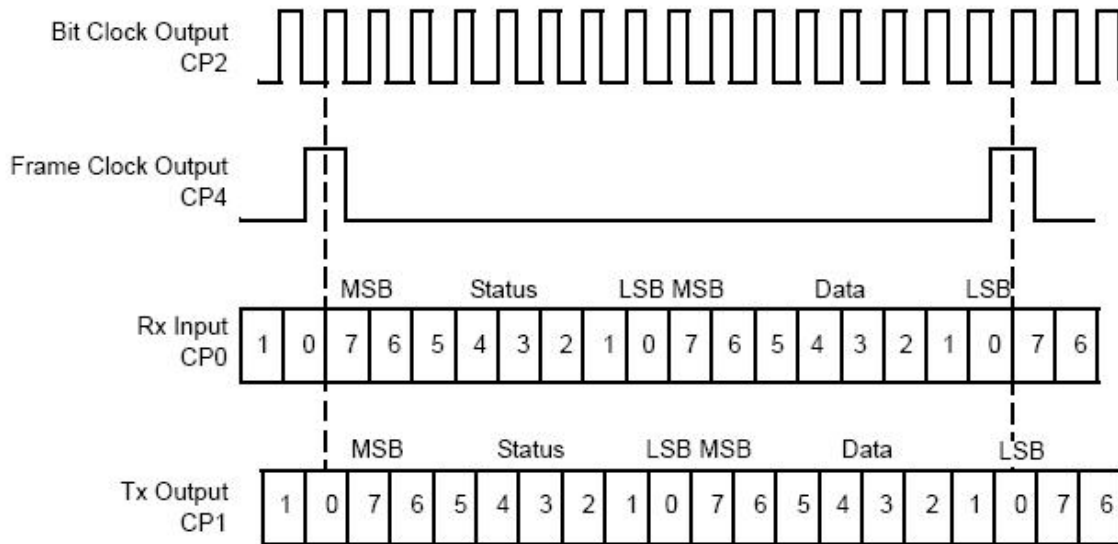 Bit Clock Output
CP2
Frame Clock Output
CP4
MSB Status LSB MSB Data LSB
Rx Input
CP0
1 0 7 6 5 4 3 2 1 0 7 6 5 4 3 2 1 0 7 6
MSB Status LSB MSB Data LSB
Tx Output
CP1
1 0 7 6 5 4 3 2 1 0 7 6 5 4 3 2 1 0 7 6